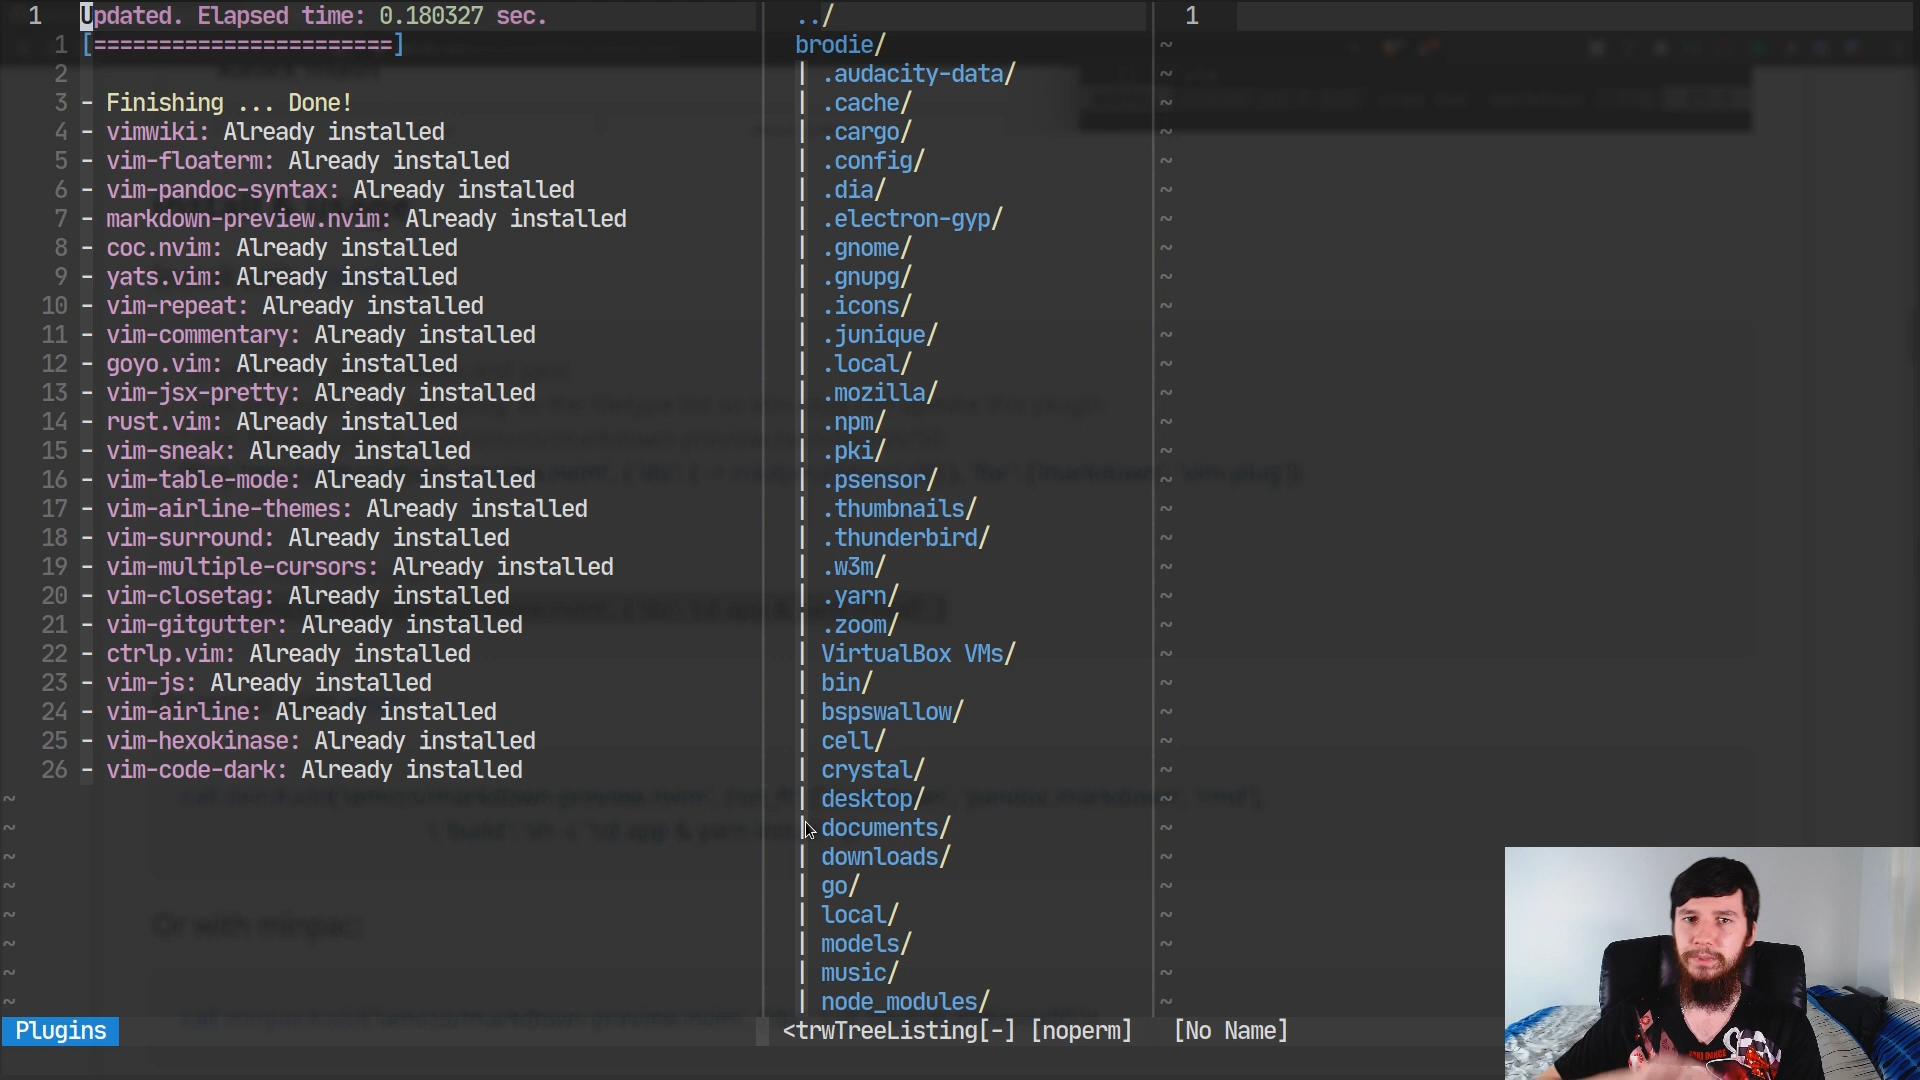 1 Updated. Elapsed time: 0.180327 sec.
1 [=======================]
2
3 - Finishing ... Done!
4 - vimwiki: Already installed
5 - vim-floaterm: Already installed
6 - vim-pandoc-syntax: Already installed
7 - markdown-preview.nvim: Already installed
8 - coc.nvim: Already installed
9 - yats.vim: Already installed
10 - vim-repeat: Already installed
11 - vim-commentary: Already installed
12 - goyo.vim: Already installed
13 - vim-jsx-pretty: Already installed
14 - rust.vim: Already installed
15 - vim-sneak: Already installed
16 - vim-table-mode: Already installed
17 - vim-airline-themes: Already installed
18 - vim-surround: Already installed
19 - vim-multiple-cursors: Already installed
20 - vim-closetag: Already installed
21 - vim-gitgutter: Already installed
22 - ctrlp.vim: Already installed
23 - vim-js: Already installed
24 - vim-airline: Already installed
25 - vim-hexokinase: Already installed
26 - vim-code-dark: Already installed
Plugins
../
brodie/
| .audacity-data/
| .cache/
| .cargo/
| .config/
| .dia/
| .electron-gyp/
| .gnome/
| .gnupg/
| .icons/
| .junique/
| .local/
| .mozilla/
| .npm/
| .pki/
| .psensor/
| .thumbnails/
| .thunderbird/
| .w3m/
| .yarn/
| .zoom/
| VirtualBox VMs/
| bin/
| bspswallow/
| cell/
| crystal/
| desktop/
| documents/
| downloads/
| go/
| local/
| models/
| music/
| node_modules/
<trwTreeListing[-] [noperm]
1
[No Name]
Or with minpac: